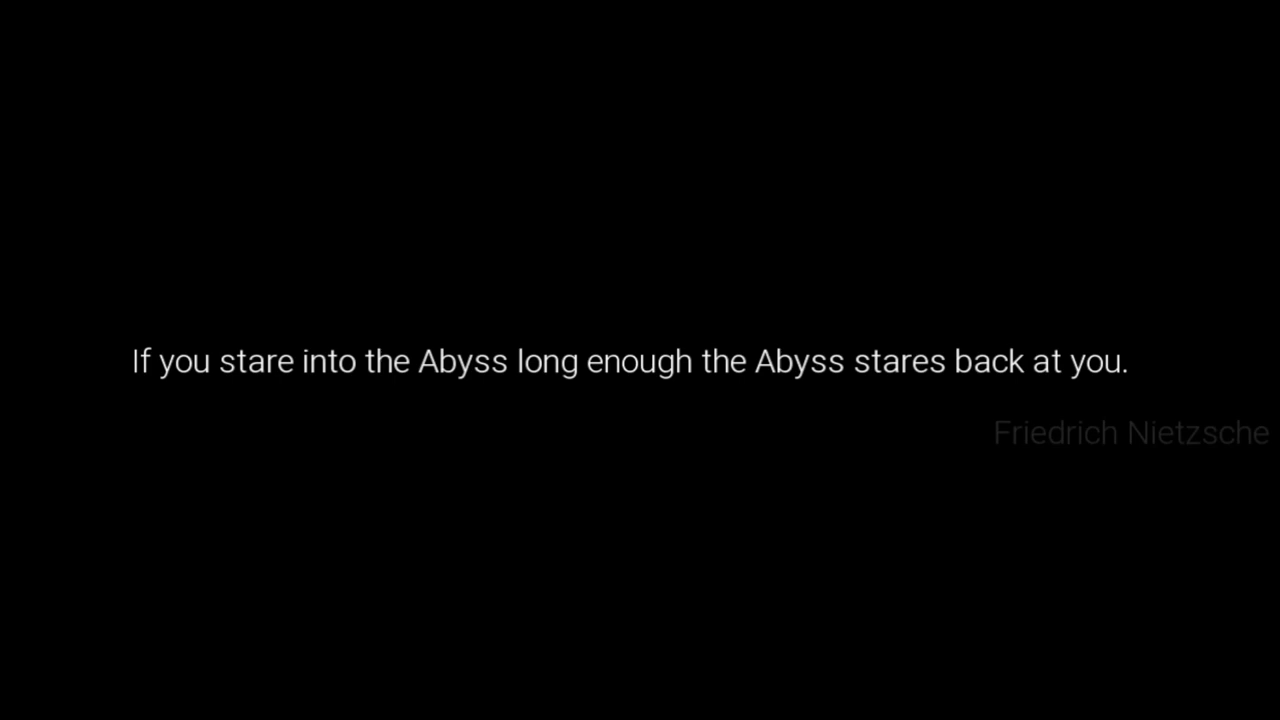 If you stare into the Abyss long enough the Abyss stares back at you.
Friedrich Nietzsche